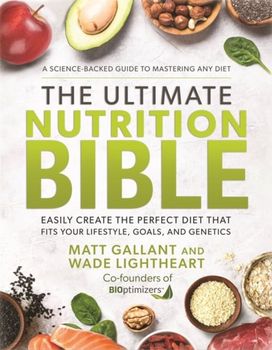 A SCIENCE-BACKED GUIDE TO MASTERING ANY DIET
THE ULTIMATE
NUTRITION
BIBLE
EASILY CREATE THE PERFECT DIET THAT
FITS YOUR LIFESTYLE, GOALS, AND GENETICS
MATT GALLANT AND
WADE LIGHTHEART
Co-founders of
BiOptimizers™